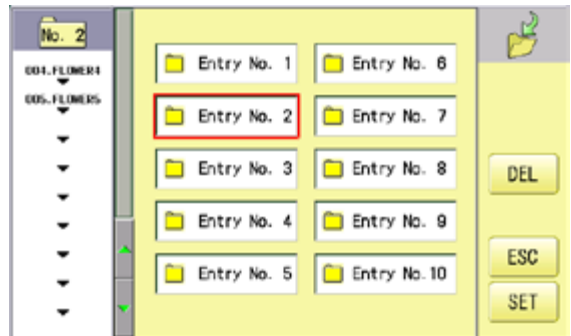 No. 2
004.FLOWER4
005.FLOWER5
Entry No. 1
Entry No. 2
Entry No. 3
Entry No. 4
Entry No. 5
Entry No. 6
Entry No. 7
Entry No. 8
Entry No. 9
Entry No.10
DEL
ESC
SET